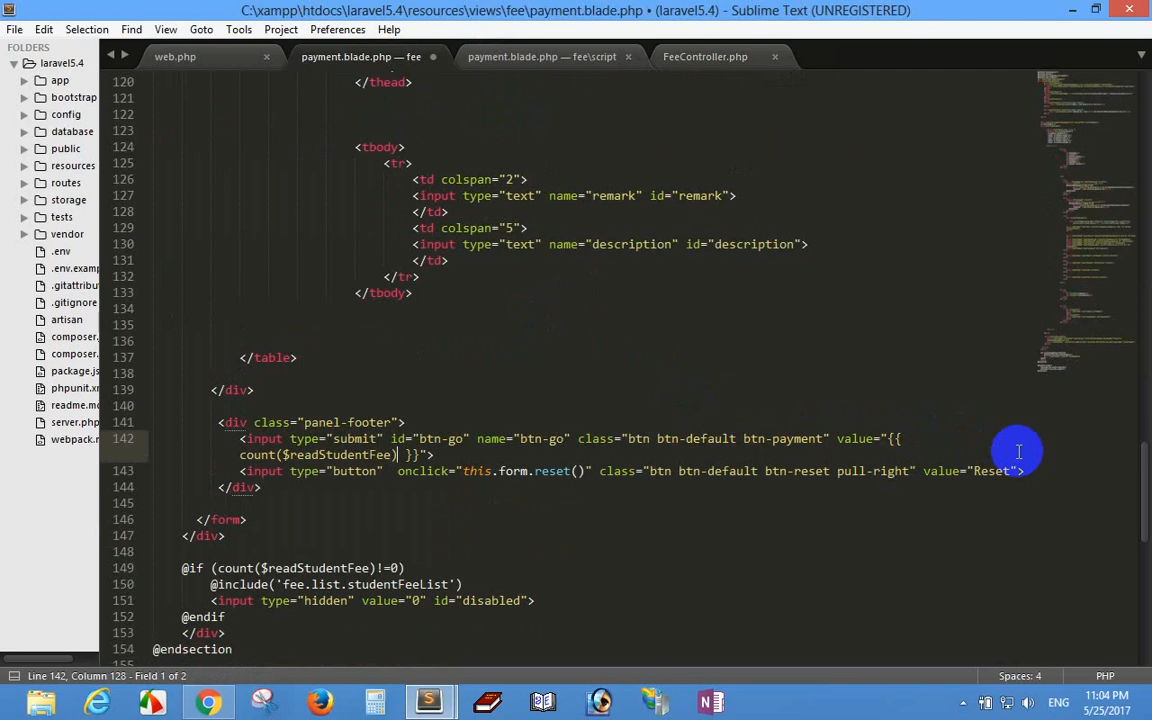 C:\xampp\htdocs\laravel5.4\resources\views\fee\payment.blade.php • (laravel5.4) - Sublime Text (UNREGISTERED)
File Edit Selection Find View Goto Tools Project Preferences Help
FOLDERS
web.php × payment.blade.php — fee payment.blade.php — fee\script × FeeController.php ×
laravel5.4
app
bootstrap
config
database
public
resources
routes
storage
tests
vendor
.env
.env.examp
.gitattribut
.gitignore
artisan
composer.
composer.
package.js
phpunit.xm
readme.mc
server.php
webpack.n
120 </thead>
121
122
123
124 <tbody>
125 <tr>
126 <td colspan="2">
127 <input type="text" name="remark" id="remark">
128 </td>
129 <td colspan="5">
130 <input type="text" name="description" id="description">
131 </td>
132 </tr>
133 </tbody>
134
135
136
137 </table>
138
139 </div>
140
141 <div class="panel-footer">
142 <input type="submit" id="btn-go" name="btn-go" class="btn btn-default btn-payment" value="{{
count($readStudentFee) }}">
143 <input type="button"  onclick="this.form.reset()" class="btn btn-default btn-reset pull-right" value="Reset">
144 </div>
145
146 </form>
147 </div>
148
149 @if (count($readStudentFee)!=0)
150 @include('fee.list.studentFeeList')
151 <input type="hidden" value="0" id="disabled">
152 @endif
153 </div>
154 @endsection
155
Line 142, Column 128 - Field 1 of 2 Spaces: 4 PHP
ENG 11:04 PM
5/25/2017